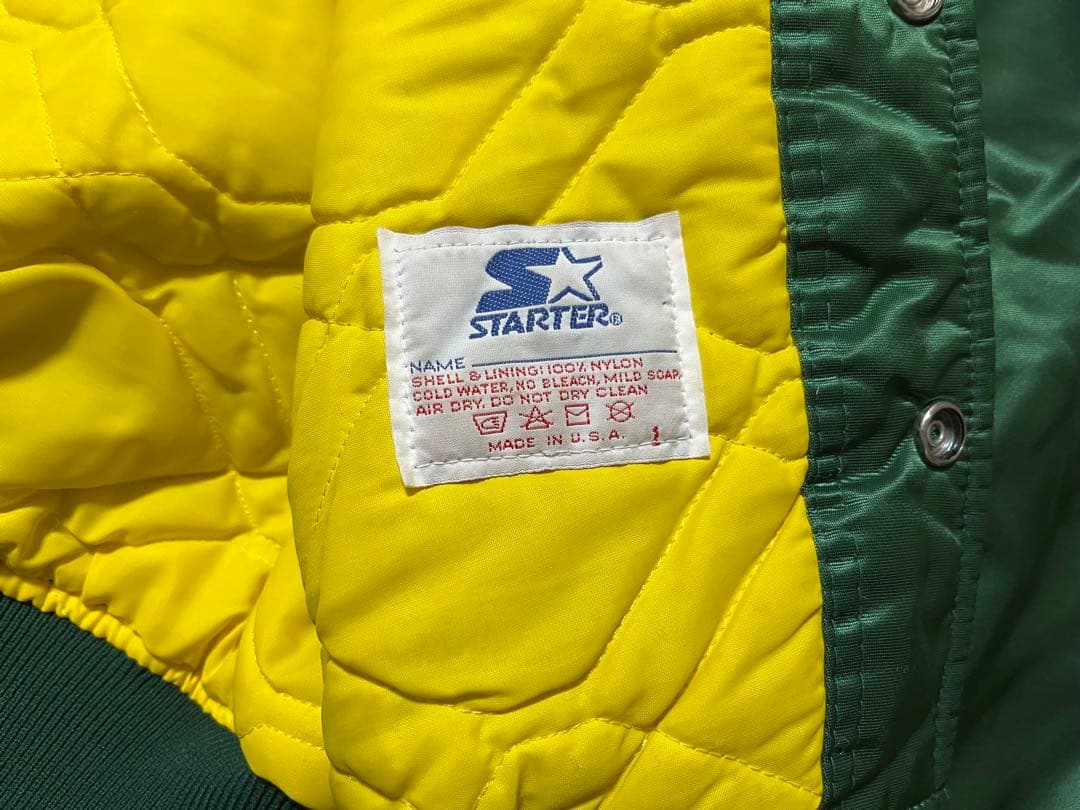 STARTER®
NAME
SHELL & LINING: 100% NYLON
COLD WATER, NO BLEACH, MILD SOAP,
AIR DRY. DO NOT DRY CLEAN
MADE IN U.S.A.